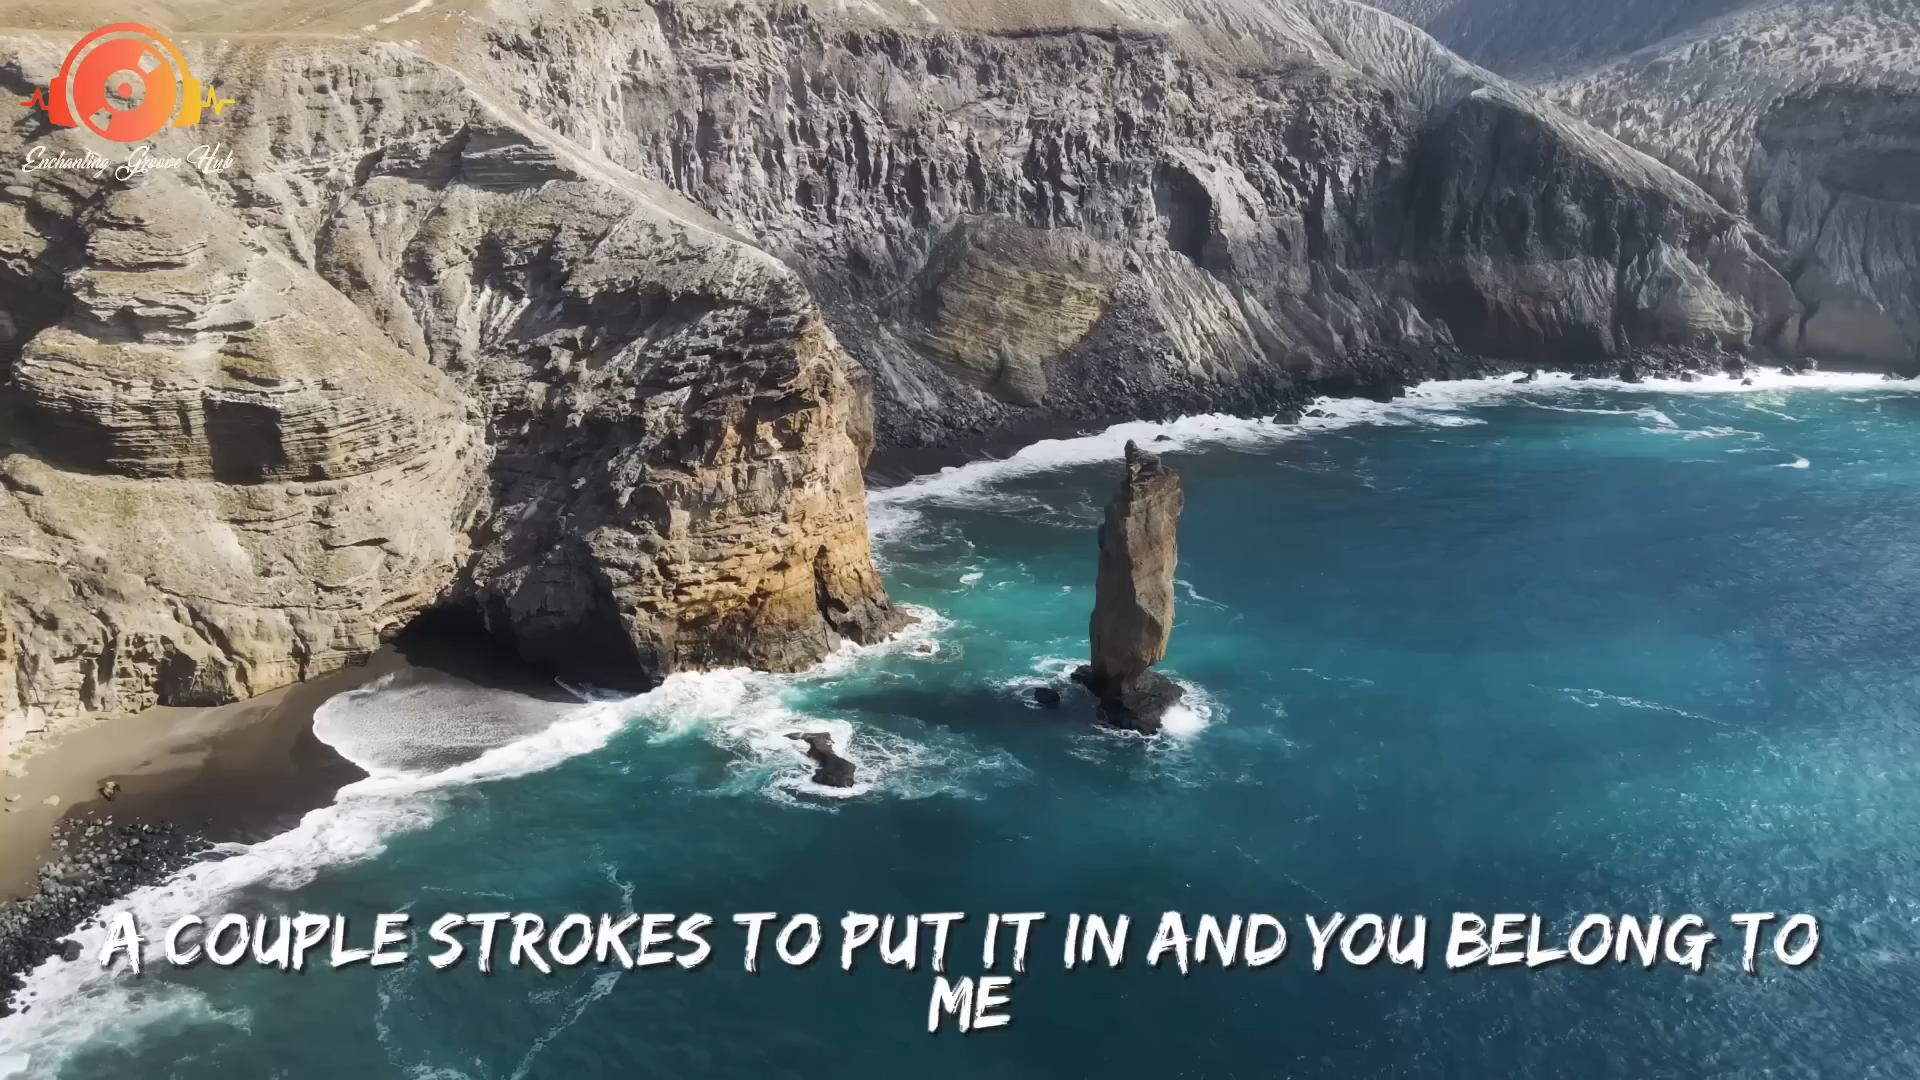 Enchanting Groove Hub
A COUPLE STROKES TO PUT IT IN AND YOU BELONG TO
ME